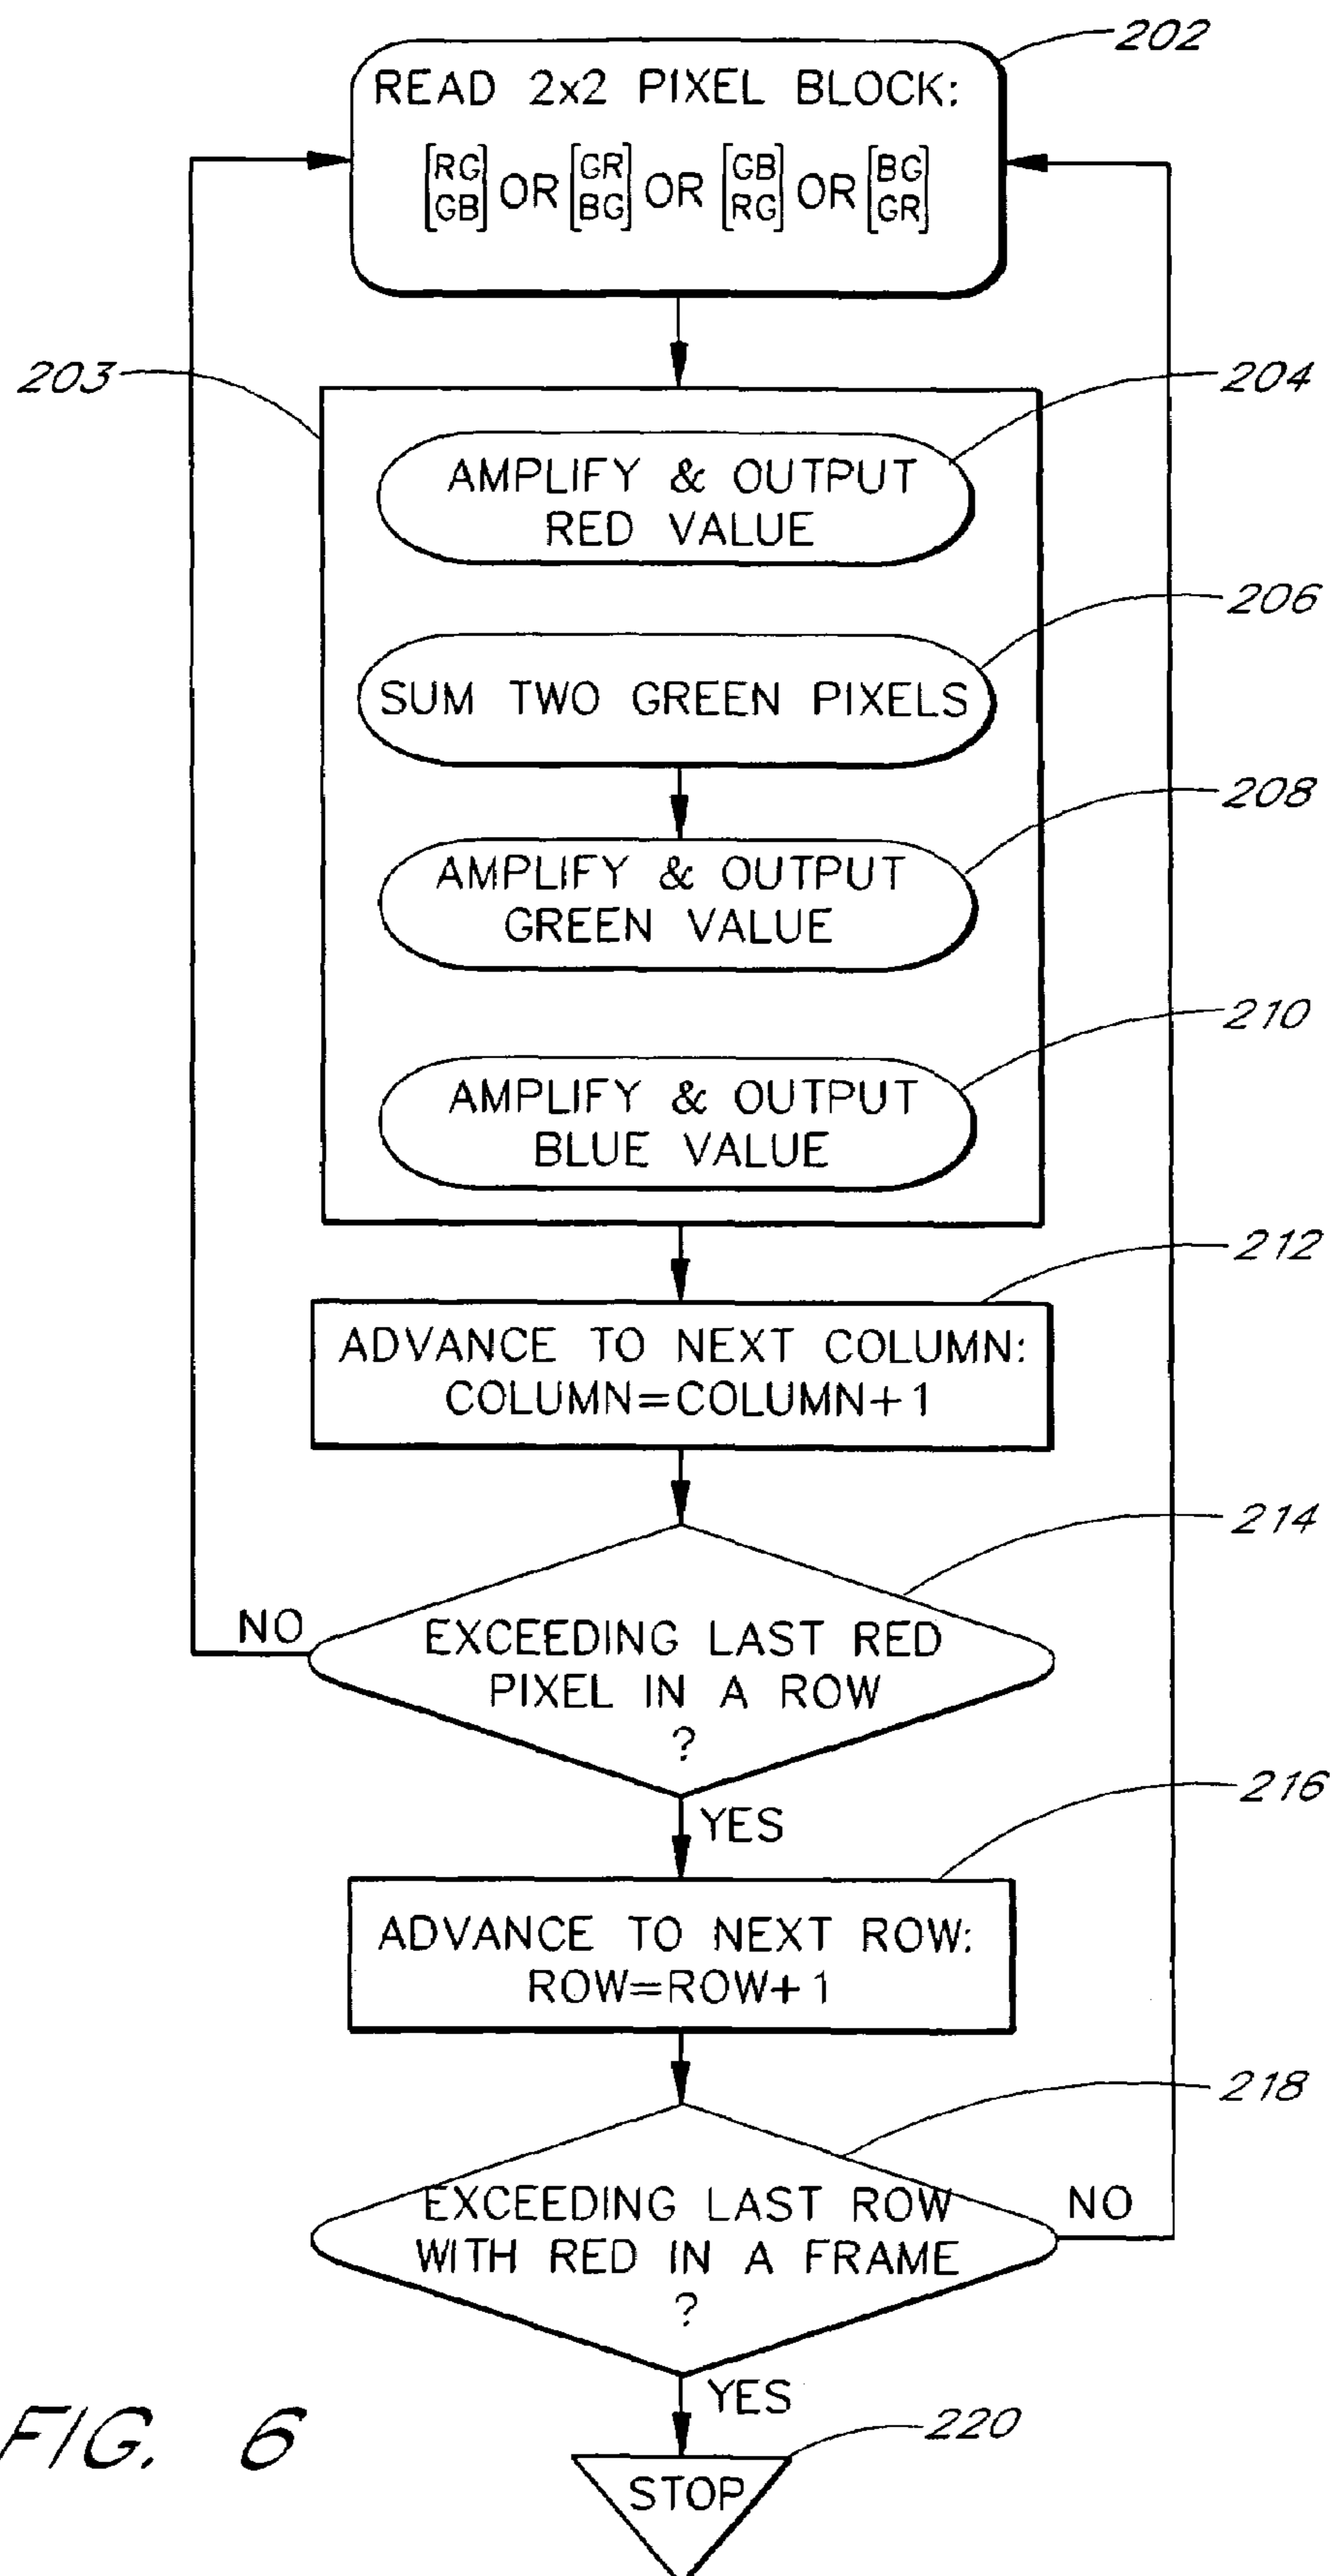 202
READ 2x2 PIXEL BLOCK:
[RG OR [GR OR [GB OR [BG
GB] BG] RG] GR]
203
204
AMPLIFY & OUTPUT
RED VALUE
206
SUM TWO GREEN PIXELS
208
AMPLIFY & OUTPUT
GREEN VALUE
210
AMPLIFY & OUTPUT
BLUE VALUE
212
ADVANCE TO NEXT COLUMN:
COLUMN=COLUMN+1
214
NO
EXCEEDING LAST RED
PIXEL IN A ROW
?
YES
216
ADVANCE TO NEXT ROW:
ROW=ROW+1
218
EXCEEDING LAST ROW
WITH RED IN A FRAME
?
NO
YES
220
STOP
FIG. 6